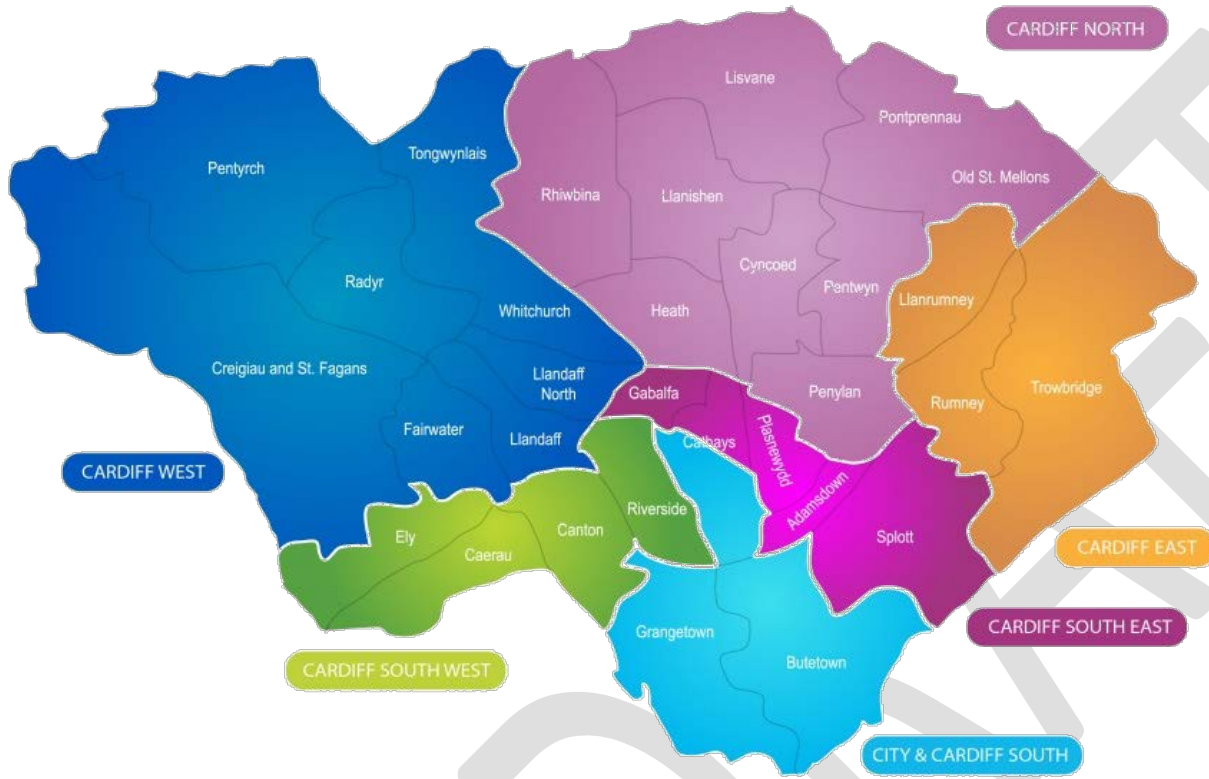 CARDIFF NORTH
Lisvane
Pontprennau
Tongwynlais
Pentyrch
Old St. Mellons
Rhiwbina
Llanishen
Cyncoed
Radyr
Pentwyn
Llanrumney
Whitchurch
Heath
Creigiau and St. Fagans
Llandaff
North
Trowbridge
Gabalfa
Penylan
Rumney
Fairwater
Llandaff
Cathays
Plasnewydd
CARDIFF WEST
Adamsdown
Riverside
Canton
Ely
Splott
Caerau
CARDIFF EAST
Grangetown
CARDIFF SOUTH EAST
Butetown
CARDIFF SOUTH WEST
CITY & CARDIFF SOUTH